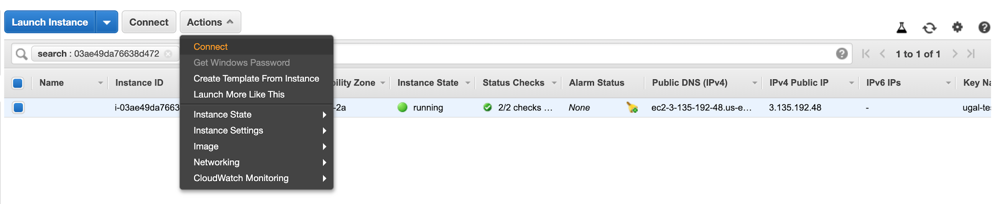 Launch Instance Connect Actions
search : 03ae49da76638d472 1 to 1 of 1
Name Instance ID bility Zone Instance State Status Checks Alarm Status Public DNS (IPv4) IPv4 Public IP IPv6 IPs Key Na
i-03ae49da7663 -2a running 2/2 checks ... None ec2-3-135-192-48.us-e... 3.135.192.48 - ugal-te
Connect
Get Windows Password
Create Template From Instance
Launch More Like This
Instance State
Instance Settings
Image
Networking
CloudWatch Monitoring